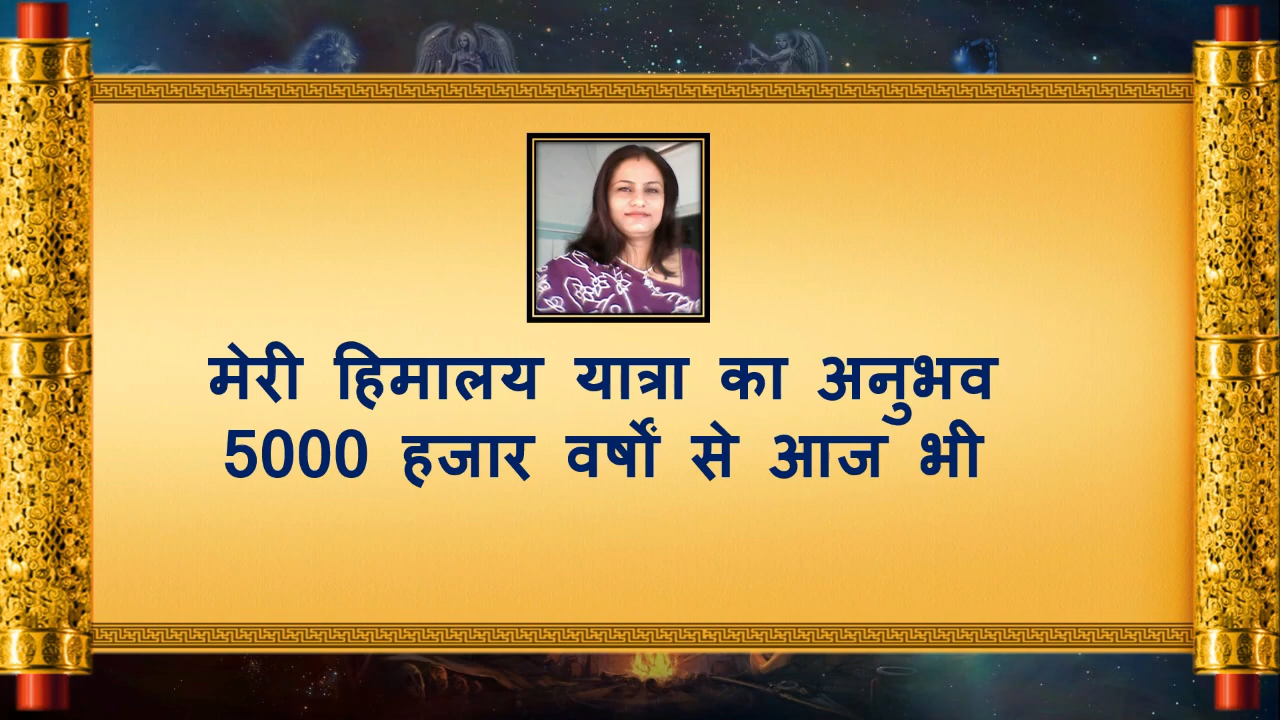 मेरी हिमालय यात्रा का अनुभव
5000 हजार वर्षों से आज भी